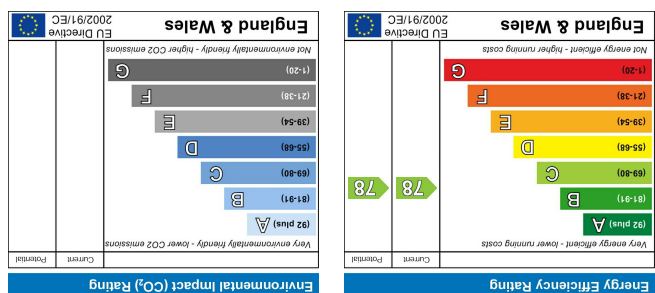 Energy Efficiency Rating
Current Potential
Very energy efficient - lower running costs
(92 plus) A
(81-91) B
(69-80) C
78 78
(55-68) D
(39-54) E
(21-38) F
(1-20) G
Not energy efficient - higher running costs
England & Wales
EU Directive
2002/91/EC
Environmental Impact (CO₂) Rating
Current Potential
Very environmentally friendly - lower CO2 emissions
(92 plus) A
(81-91) B
(69-80) C
(55-68) D
(39-54) E
(21-38) F
(1-20) G
Not environmentally friendly - higher CO2 emissions
England & Wales
EU Directive
2002/91/EC